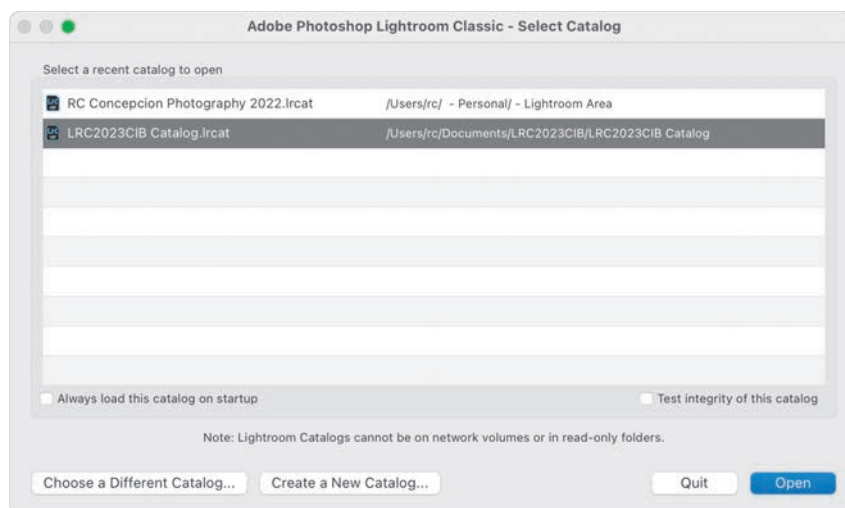 Adobe Photoshop Lightroom Classic - Select Catalog
Select a recent catalog to open
RC Concepcion Photography 2022.lrcat /Users/rc/ - Personal/ - Lightroom Area
LRC2023CIB Catalog.lrcat /Users/rc/Documents/LRC2023CIB/LRC2023CIB Catalog
Always load this catalog on startup Test integrity of this catalog
Note: Lightroom Catalogs cannot be on network volumes or in read-only folders.
Choose a Different Catalog... Create a New Catalog... Quit Open